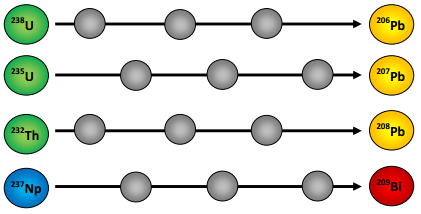 ²³⁸U ²⁰⁶Pb
²³⁵U ²⁰⁷Pb
²³²Th ²⁰⁸Pb
²³⁷Np ²⁰⁹Bi